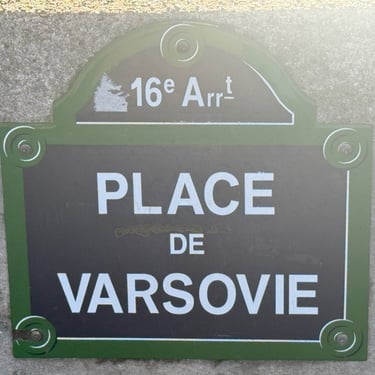 16e Arrt
PLACE
DE
VARSOVIE